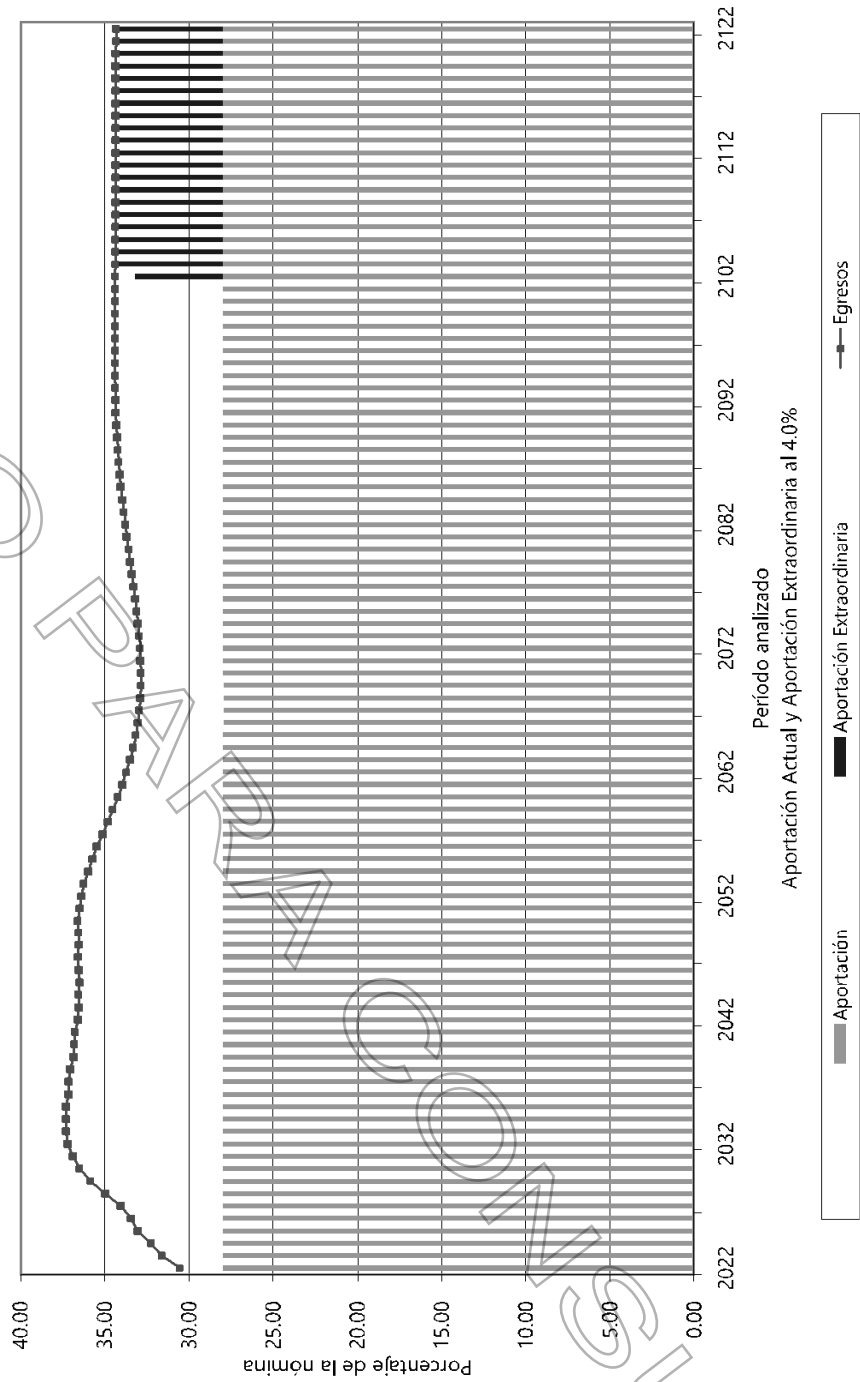 Porcentaje de la nómina
40.00
35.00
30.00
25.00
20.00
15.00
10.00
5.00
0.00
2022
2032
2042
2052
2062
2072
2082
2092
2102
2112
2122
Período analizado
Aportación Actual y Aportación Extraordinaria al 4.0%
Aportación
Aportación Extraordinaria
Egresos
O PARA CONS